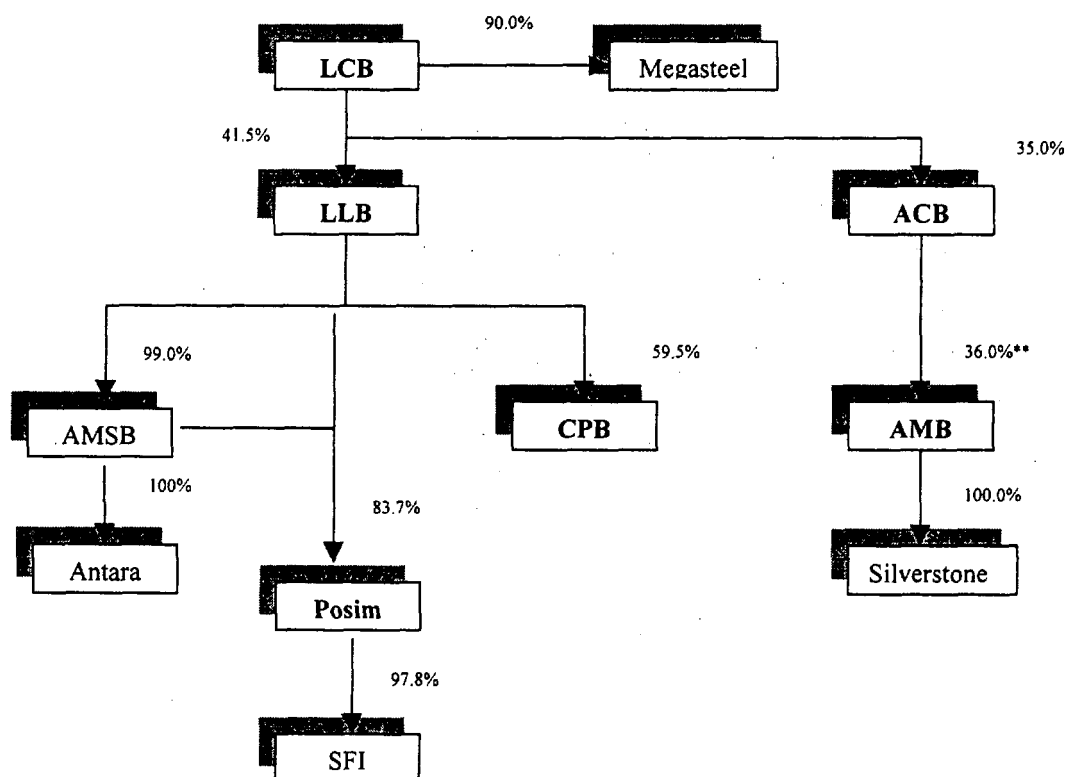 90.0%
LCB
Megasteel
41.5%
35.0%
LLB
ACB
99.0%
59.5%
36.0%**
AMSB
CPB
AMB
100%
83.7%
100.0%
Antara
Silverstone
Posim
97.8%
SFI